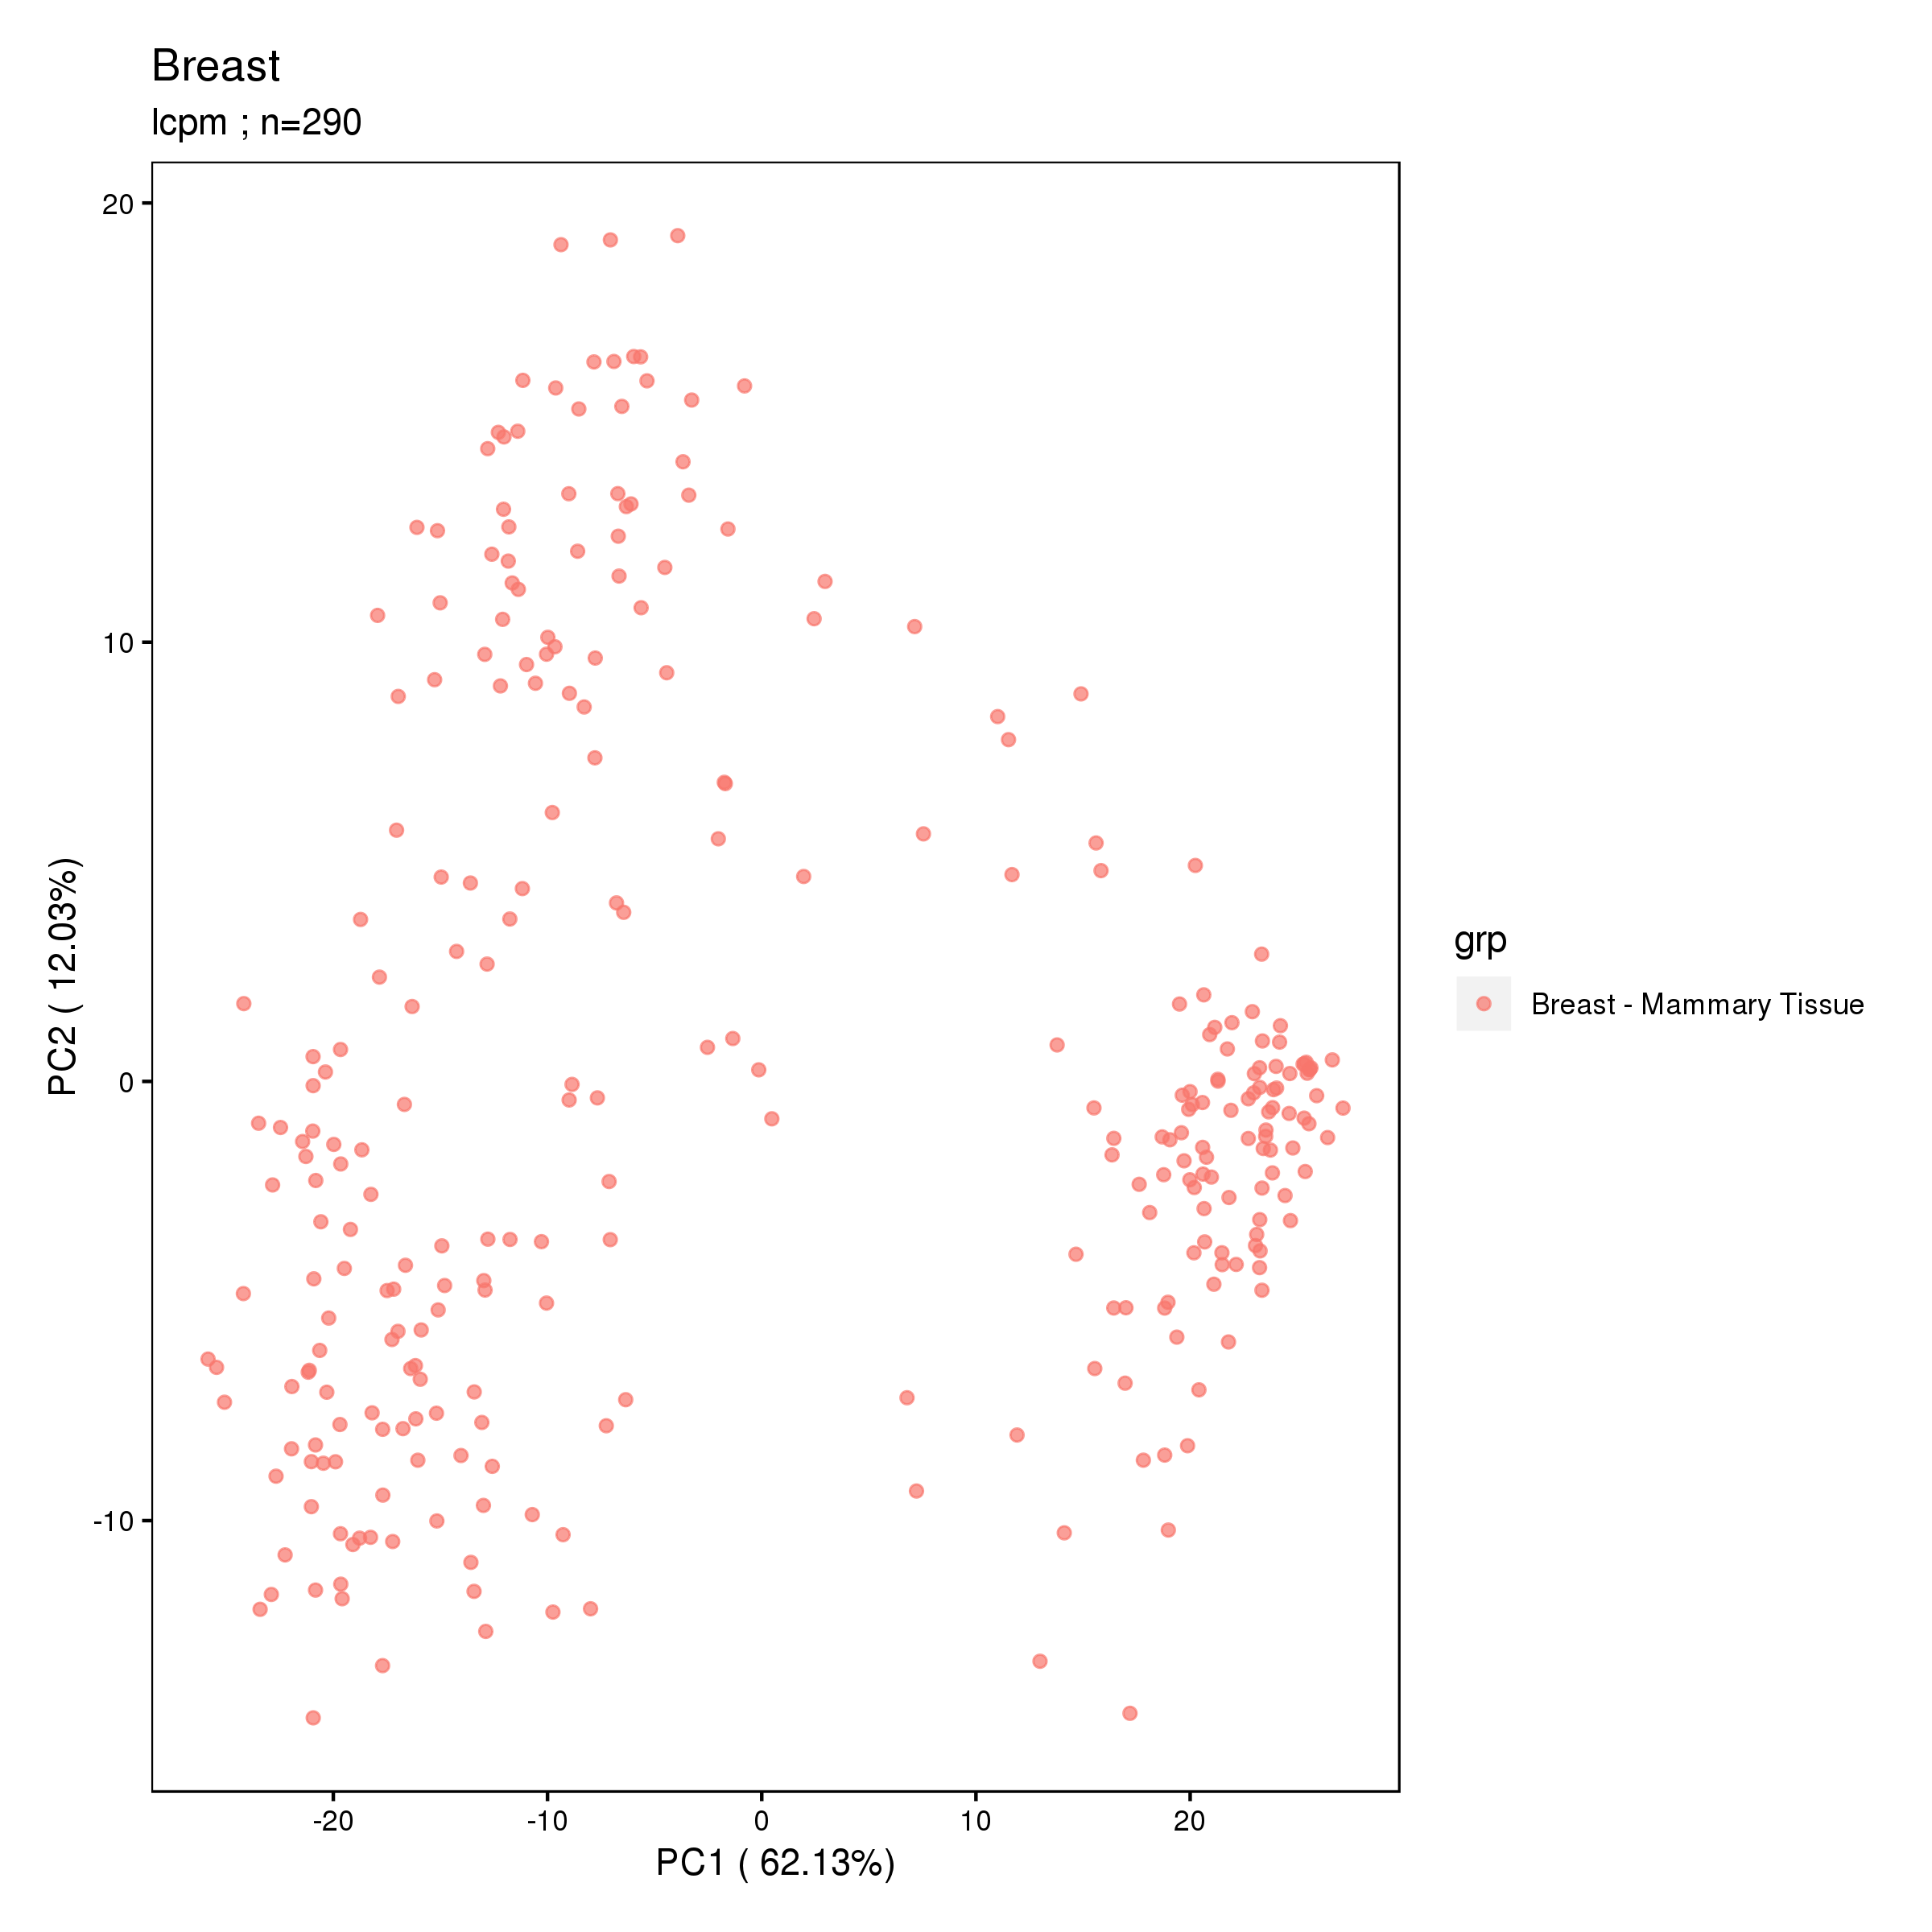 Breast
lcpm ; n=290
20
10
0
-10
PC2 ( 12.03%)
-20
-10
0
10
20
PC1 ( 62.13%)
grp
Breast - Mammary Tissue